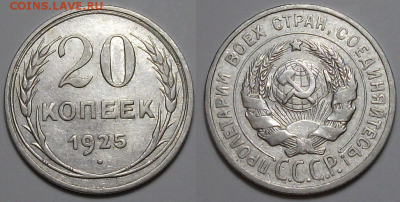 COINS.LAVE.RU
20
КОПЕЕК
1925
ПРОЛЕТАРИИ ВСЕХ СТРАН, СОЕДИНЯЙТЕСЬ!
С.С.С.Р.